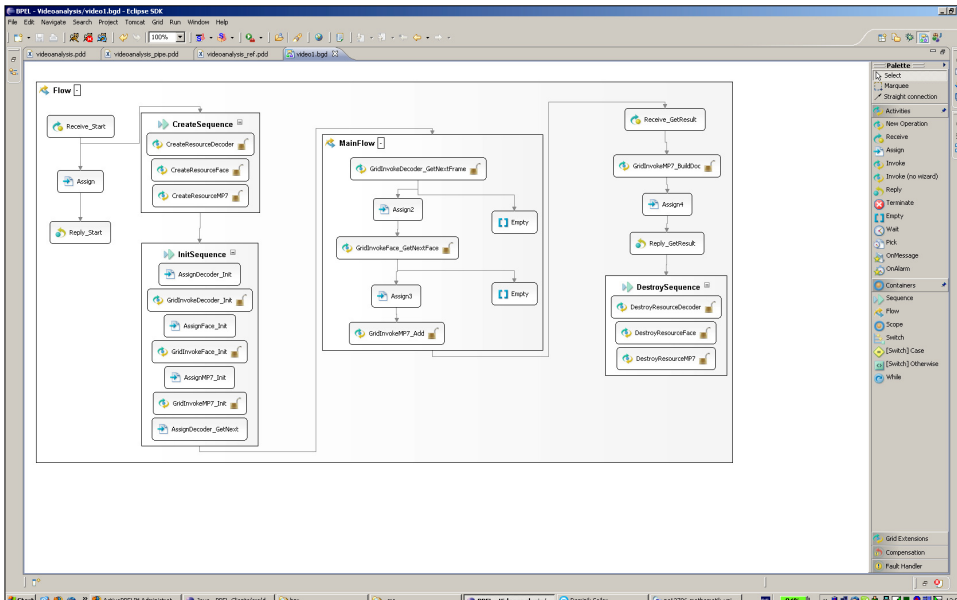 BPEL - Videoanalysis/video1.bgd - Eclipse SDK
File Edit Navigate Search Project Tomcat Grid Run Window Help
100%
videoanalysis.pdd
videoanalysis_pipe.pdd
videoanalysis_ref.pdd
video1.bgd
Flow
Receive_Start
Assign
Reply_Start
CreateSequence
CreateResourceDecoder
CreateResourceFace
CreateResourceMP7
InitSequence
AssignDecoder_Init
GridInvokeDecoder_Init
AssignFace_Init
GridInvokeFace_Init
AssignMP7_Init
GridInvokeMP7_Init
AssignDecoder_GetNext
MainFlow
GridInvokeDecoder_GetNextFrame
Assign2
Empty
GridInvokeFace_GetNextFace
Assign3
Empty
GridInvokeMP7_Add
Receive_GetResult
GridInvokeMP7_BuildDoc
Assign4
Reply_GetResult
DestroySequence
DestroyResourceDecoder
DestroyResourceFace
DestroyResourceMP7
Palette
Select
Marquee
Straight connection
Activities
New Operation
Receive
Assign
Invoke
Invoke (no wizard)
Reply
Terminate
Empty
Wait
Pick
OnMessage
OnAlarm
Containers
Sequence
Flow
Scope
Switch
[Switch] Case
[Switch] Otherwise
While
Grid Extensions
Compensation
Fault Handler